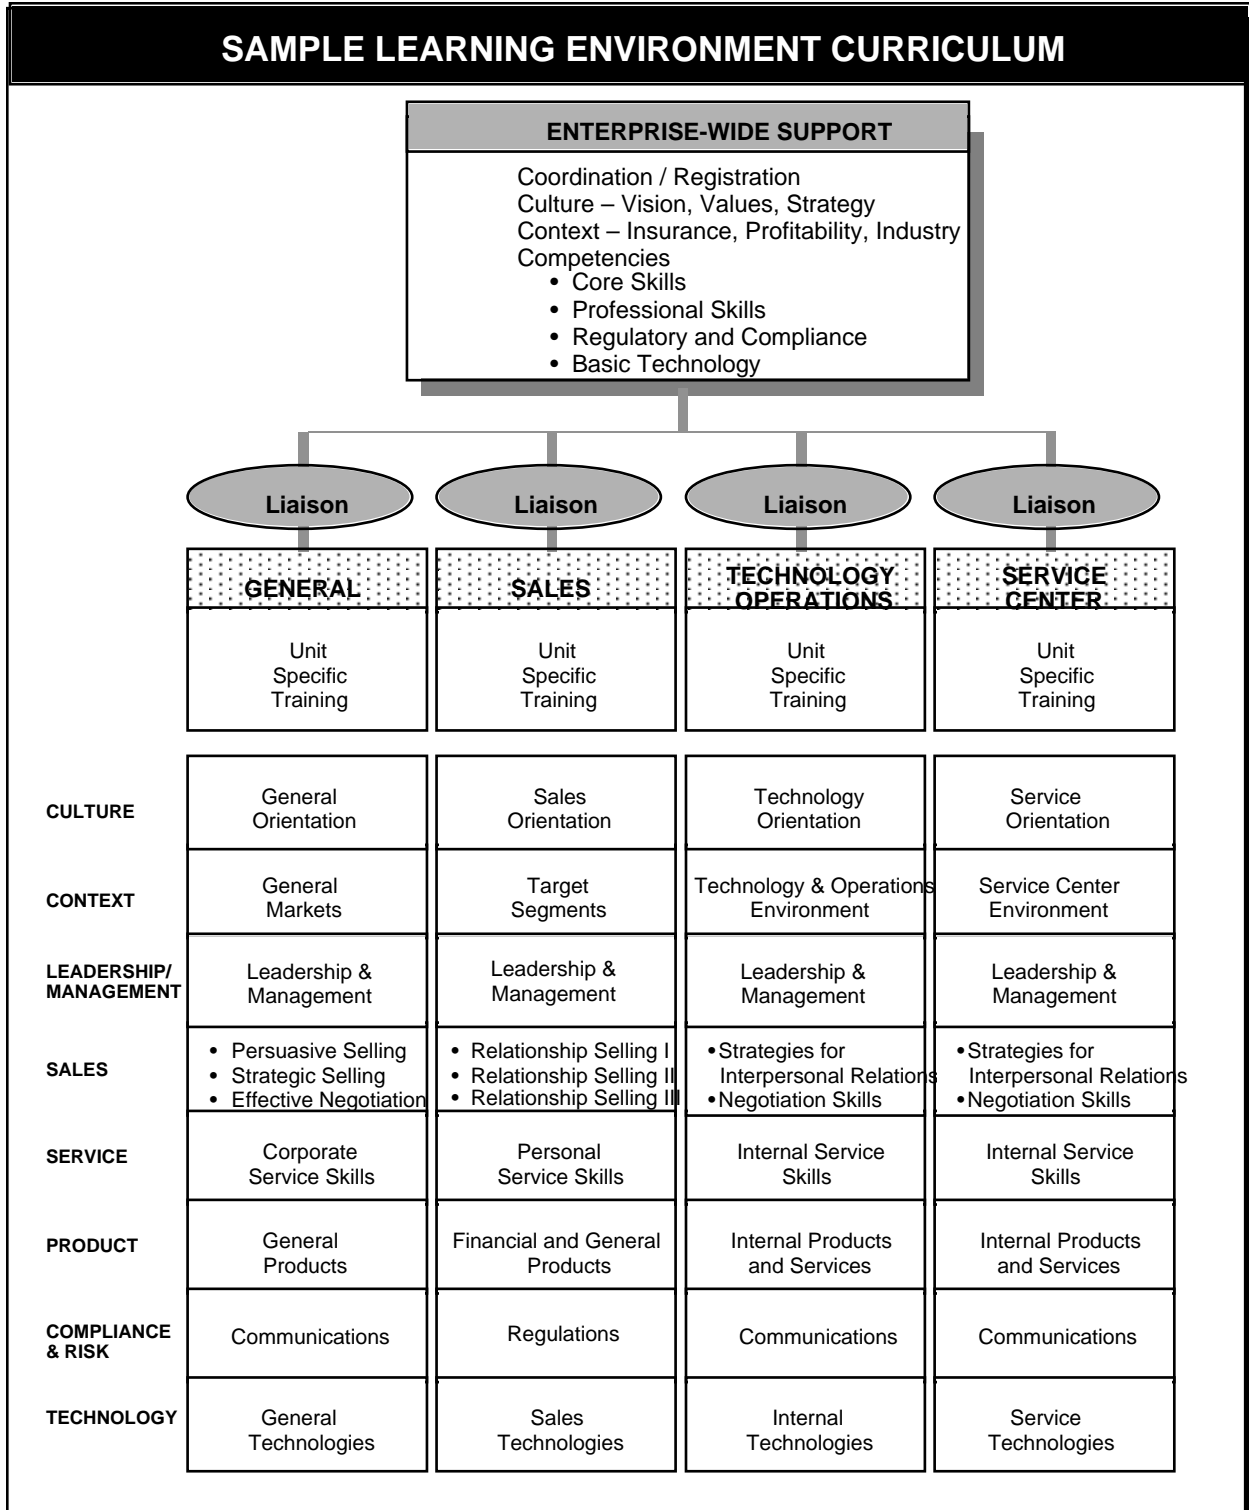 SAMPLE LEARNING ENVIRONMENT CURRICULUM
ENTERPRISE-WIDE SUPPORT
Coordination / Registration
Culture – Vision, Values, Strategy
Context – Insurance, Profitability, Industry
Competencies
• Core Skills
• Professional Skills
• Regulatory and Compliance
• Basic Technology
Liaison
Liaison
Liaison
Liaison
GENERAL
SALES
TECHNOLOGY
OPERATIONS
SERVICE
CENTER
Unit
Specific
Training
Unit
Specific
Training
Unit
Specific
Training
Unit
Specific
Training
CULTURE
General
Orientation
Sales
Orientation
Technology
Orientation
Service
Orientation
CONTEXT
General
Markets
Target
Segments
Technology & Operations
Environment
Service Center
Environment
LEADERSHIP/
MANAGEMENT
Leadership &
Management
Leadership &
Management
Leadership &
Management
Leadership &
Management
SALES
• Persuasive Selling
• Strategic Selling
• Effective Negotiation
• Relationship Selling I
• Relationship Selling II
• Relationship Selling III
•Strategies for
Interpersonal Relations
•Negotiation Skills
•Strategies for
Interpersonal Relations
•Negotiation Skills
SERVICE
Corporate
Service Skills
Personal
Service Skills
Internal Service
Skills
Internal Service
Skills
PRODUCT
General
Products
Financial and General
Products
Internal Products
and Services
Internal Products
and Services
COMPLIANCE
& RISK
Communications
Regulations
Communications
Communications
TECHNOLOGY
General
Technologies
Sales
Technologies
Internal
Technologies
Service
Technologies